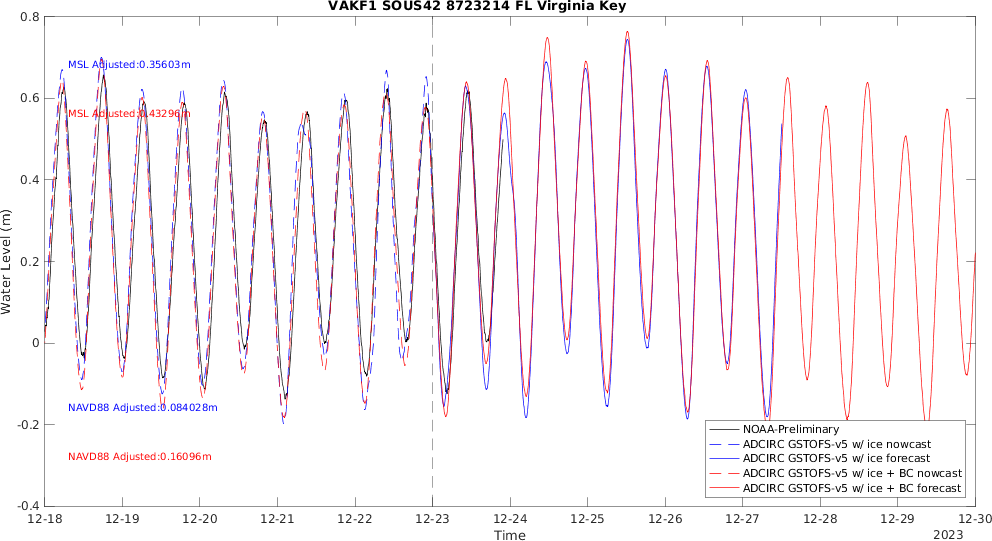 VAKF1 SOUS42 8723214 FL Virginia Key
0.8
0.6
0.4
0.2
0
-0.2
-0.4
Water Level (m)
MSL Adjusted:0.35603m
MSL Adjusted:0.43296m
NAVD88 Adjusted:0.084028m
NAVD88 Adjusted:0.16096m
NOAA-Preliminary
ADCIRC GSTOFS-v5 w/ ice nowcast
ADCIRC GSTOFS-v5 w/ ice forecast
ADCIRC GSTOFS-v5 w/ ice + BC nowcast
ADCIRC GSTOFS-v5 w/ ice + BC forecast
12-18 12-19 12-20 12-21 12-22 12-23 12-24 12-25 12-26 12-27 12-28 12-29 12-30
Time
2023